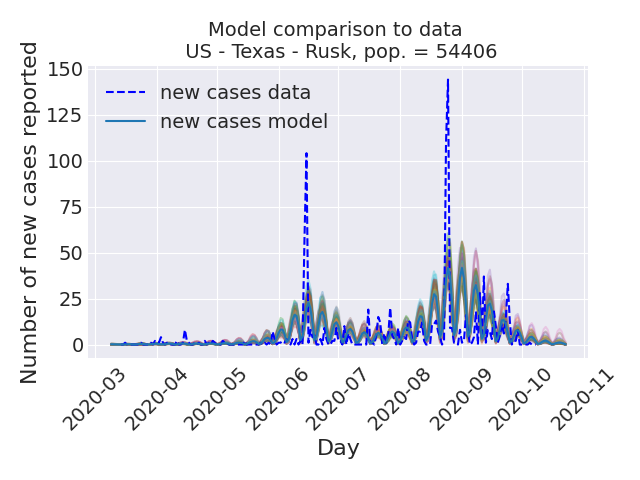 Model comparison to data
US - Texas - Rusk, pop. = 54406
Number of new cases reported
150
125
100
75
50
25
0
new cases data
new cases model
2020-03
2020-04
2020-05
2020-06
2020-07
2020-08
2020-09
2020-10
2020-11
Day